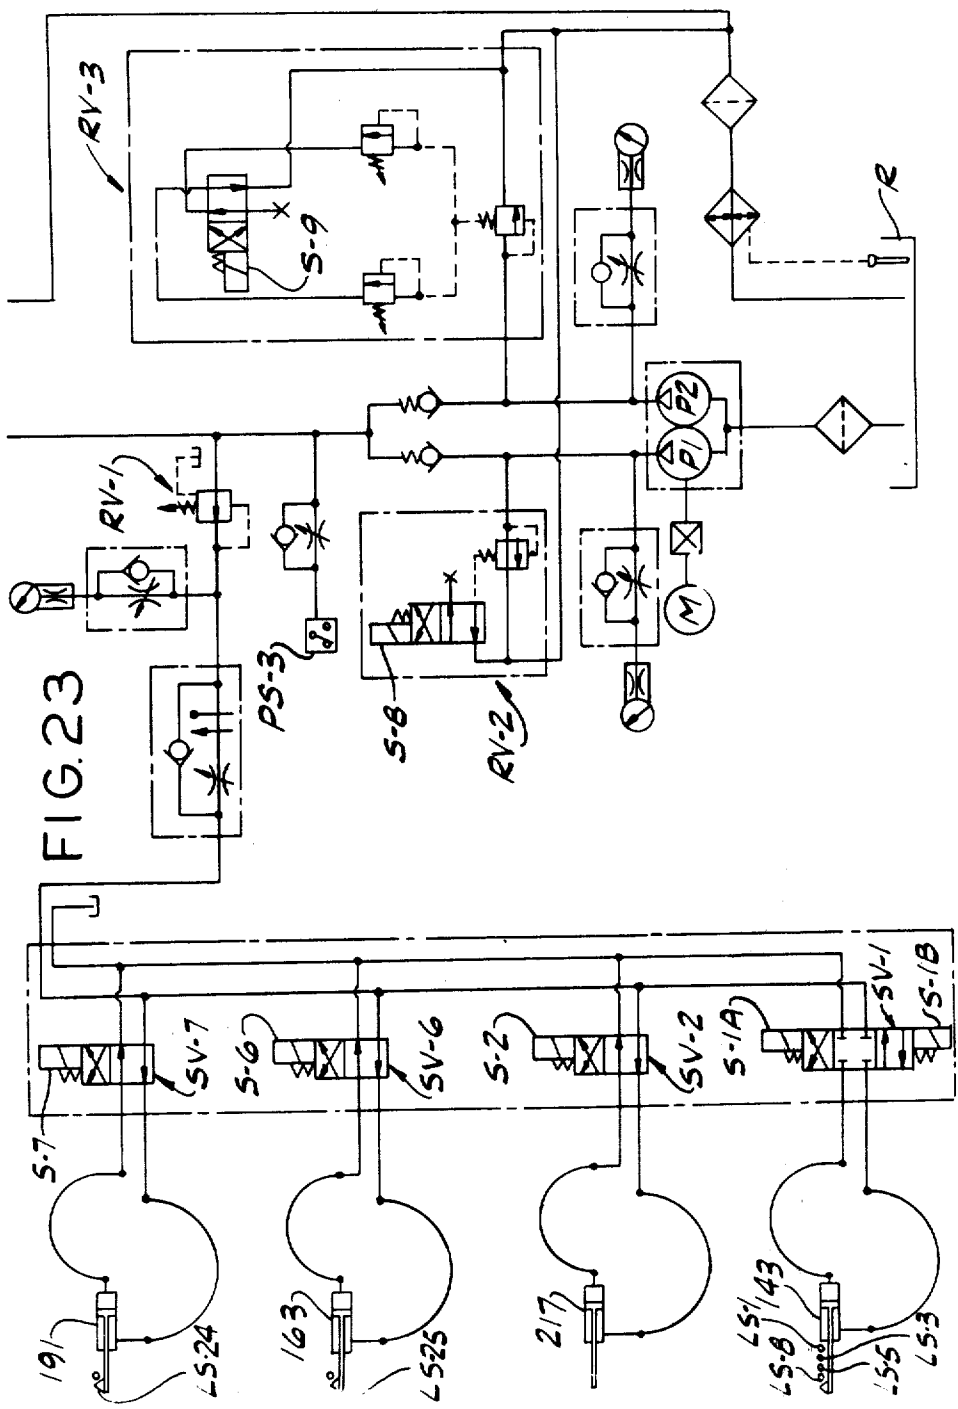 FIG. 23
RV-3
S-9
R
RV-1
P2
P1
M
PS-3
S-8
RV-2
S-7
SV-7
S-6
SV-6
S-2
SV-2
S-1A
SV-1
S-1B
191
LS-24
163
LS-25
217
LS-1
143
LS-8
LS-5
LS-3